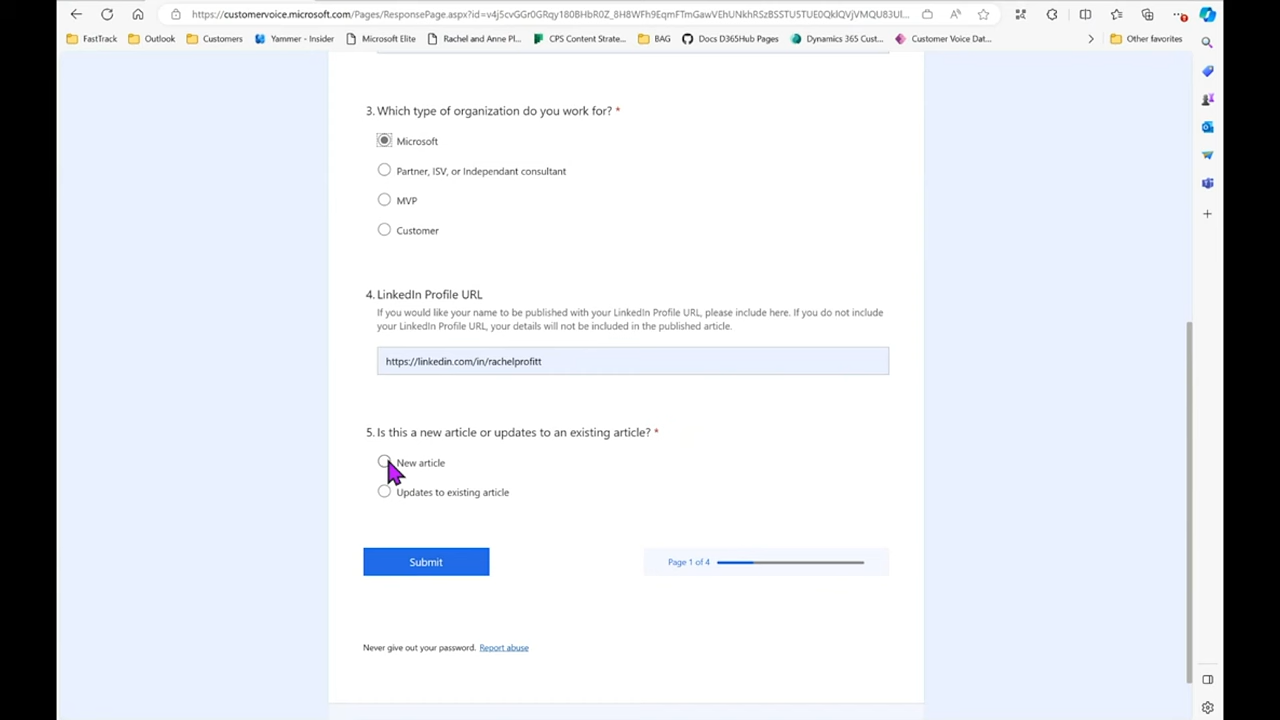 https://customervoice.microsoft.com/Pages/ResponsePage.aspx?id=v4j5cvGGr0GRqy180BHbR0Z_8H8WFh9EqmFTmGawVEhUNkhRSzBSSTU5TUE0QklQVjVMQU83Ul...
FastTrack Outlook Customers Yammer - Insider Microsoft Elite Rachel and Anne Pl... CPS Content Strate... BAG Docs D365Hub Pages Dynamics 365 Cust... Customer Voice Dat... Other favorites
3. Which type of organization do you work for? *
Microsoft
Partner, ISV, or Independant consultant
MVP
Customer
4. LinkedIn Profile URL
If you would like your name to be published with your LinkedIn Profile URL, please include here. If you do not include
your LinkedIn Profile URL, your details will not be included in the published article.
https://linkedin.com/in/rachelprofitt
5. Is this a new article or updates to an existing article? *
New article
Updates to existing article
Submit
Page 1 of 4
Never give out your password. Report abuse